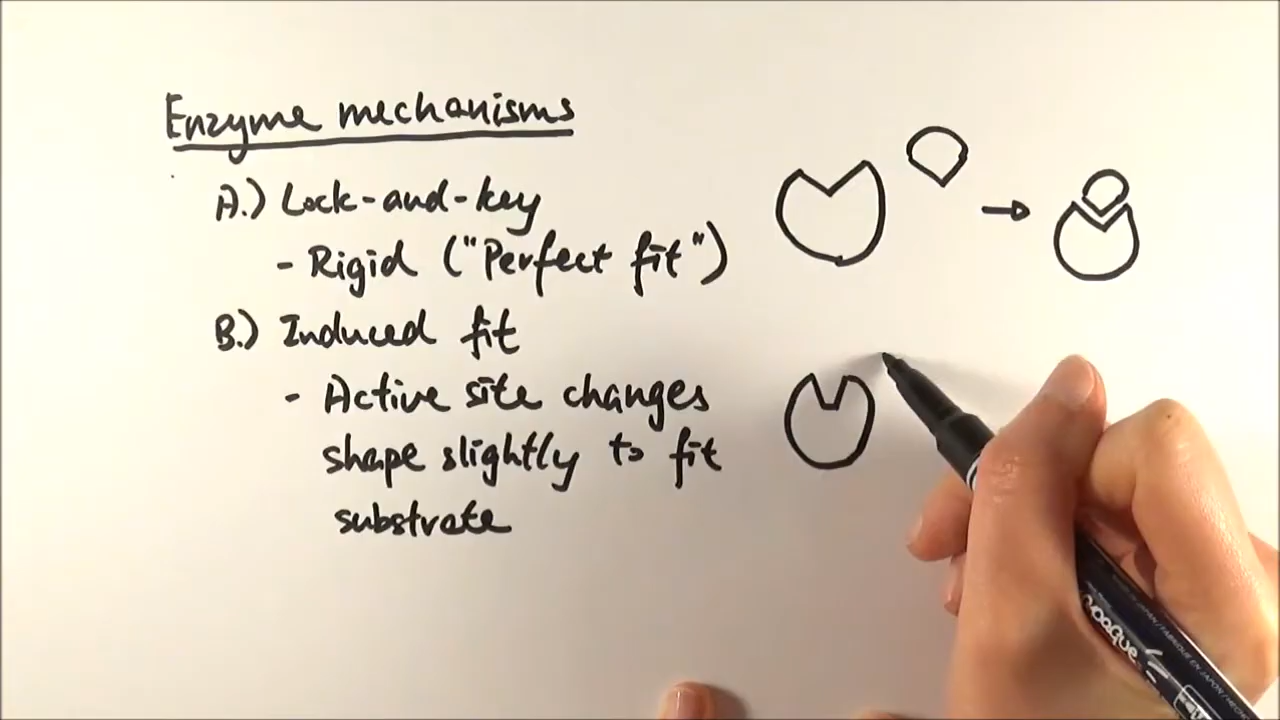 Enzyme mechanisms
A.) Lock-and-key
- Rigid ("Perfect fit")
B.) Induced fit
- Active site changes
shape slightly to fit
substrate